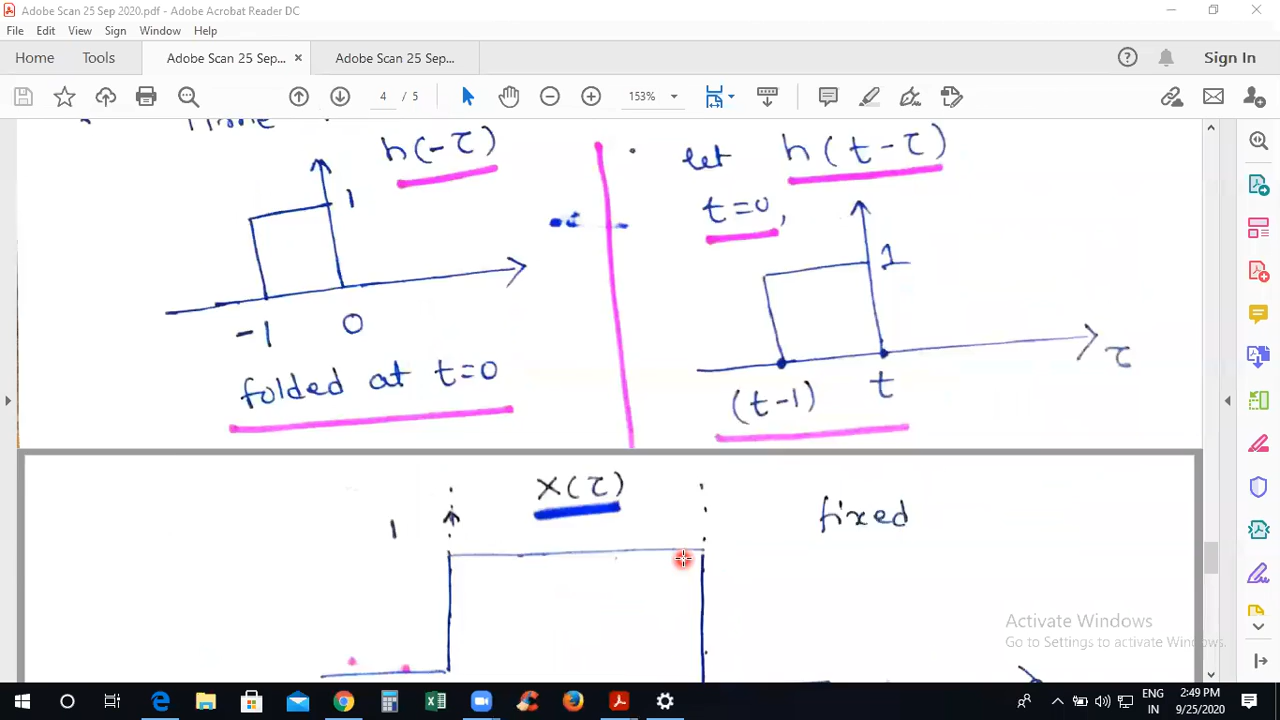 Adobe Scan 25 Sep 2020.pdf - Adobe Acrobat Reader DC
File Edit View Sign Window Help
Home Tools Adobe Scan 25 Sep... × Adobe Scan 25 Sep...
Sign In
4 / 5 153%
h(-τ)
1
-1 0
folded at t=0
let h(t-τ)
t=0,
1
τ
(t-1) t
x(τ)
1
fixed
Activate Windows
Go to Settings to activate Windows.
ENG 2:49 PM
IN 9/25/2020